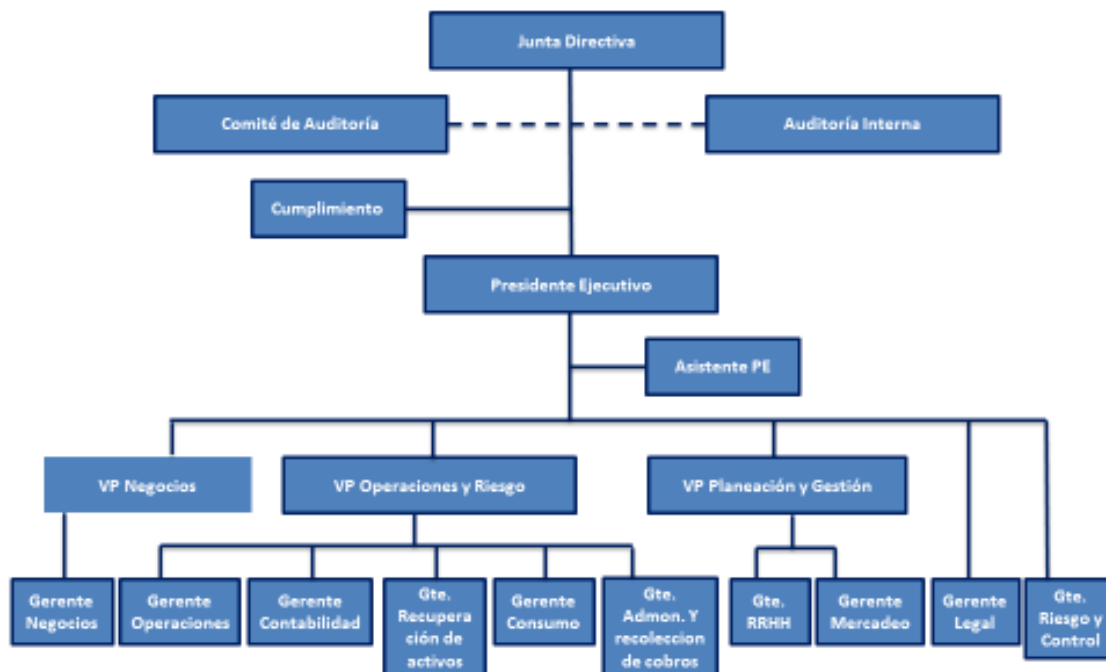 Junta Directiva
Comité de Auditoría
Auditoría Interna
Cumplimiento
Presidente Ejecutivo
Asistente PE
VP Negocios
VP Operaciones y Riesgo
VP Planeación y Gestión
Gerente
Negocios
Gerente
Operaciones
Gerente
Contabilidad
Gte.
Recupera
ción de
activos
Gerente
Consumo
Gte.
Admon. Y
recoleccion
de cobros
Gte.
RRHH
Gerente
Mercadeo
Gerente
Legal
Gte.
Riesgo y
Control